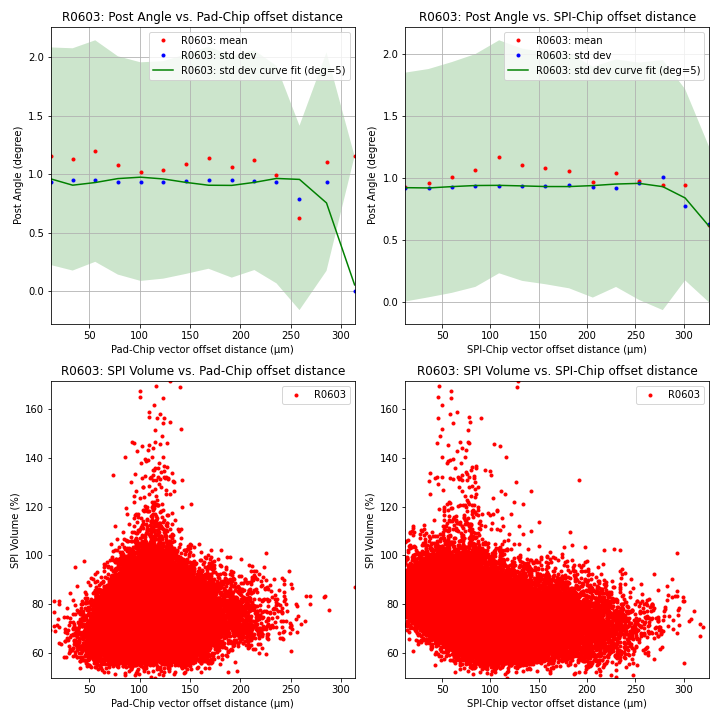 R0603: Post Angle vs. Pad-Chip offset distance
R0603: mean
R0603: std dev
R0603: std dev curve fit (deg=5)
2.0
1.5
1.0
0.5
0.0
Post Angle (degree)
50 100 150 200 250 300
Pad-Chip vector offset distance (μm)
R0603: Post Angle vs. SPI-Chip offset distance
R0603: mean
R0603: std dev
R0603: std dev curve fit (deg=5)
2.0
1.5
1.0
0.5
0.0
Post Angle (degree)
50 100 150 200 250 300
SPI-Chip vector offset distance (μm)
R0603: SPI Volume vs. Pad-Chip offset distance
R0603
160
140
120
100
80
60
SPI Volume (%)
50 100 150 200 250 300
Pad-Chip vector offset distance (μm)
R0603: SPI Volume vs. SPI-Chip offset distance
R0603
160
140
120
100
80
60
SPI Volume (%)
50 100 150 200 250 300
SPI-Chip vector offset distance (μm)